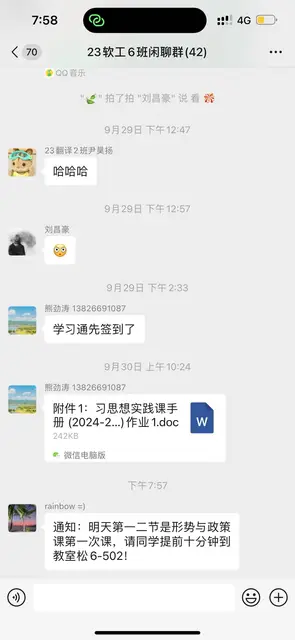 7:58
4G
70
23软工6班闲聊群(42)
QQ音乐
"🍃" 拍了拍 "刘昌豪" 说 看 🍁
9月29日 下午12:47
23翻译2班尹昊扬
哈哈哈
9月29日 下午12:57
刘昌豪
😳
9月29日 下午2:33
熊劲涛 13826691087
学习通先签到了
9月30日 上午10:24
熊劲涛 13826691087
附件1：习思想实践课手
册 (2024-2...)作业1.doc
W
242KB
微信电脑版
下午7:57
rainbow =)
通知：明天第一二节是形势与政策
课第一次课，请同学提前十分钟到
教室松6-502！